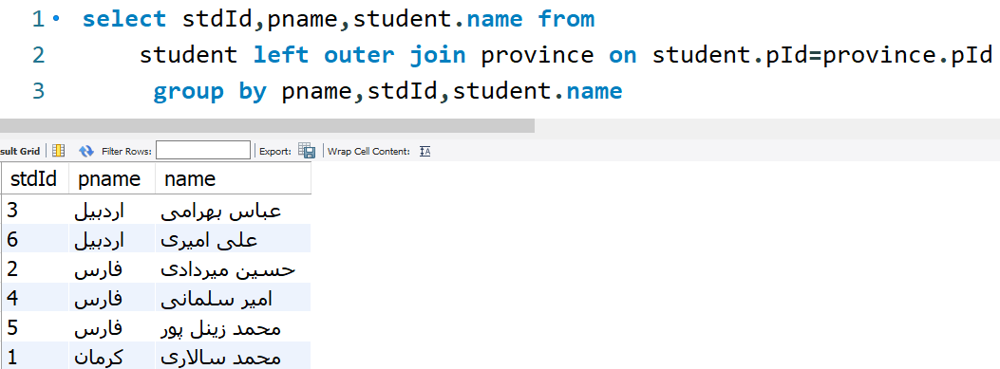 1 select stdId,pname,student.name from
2 student left outer join province on student.pId=province.pId
3 group by pname,stdId,student.name
sult Grid Filter Rows: Export: Wrap Cell Content:
stdId pname name
3 اردبیل عباس بهرامی
6 اردبیل علی امیری
2 فارس حسین میردادی
4 فارس امیر سلمانی
5 فارس محمد زینل پور
1 کرمان محمد سالاری